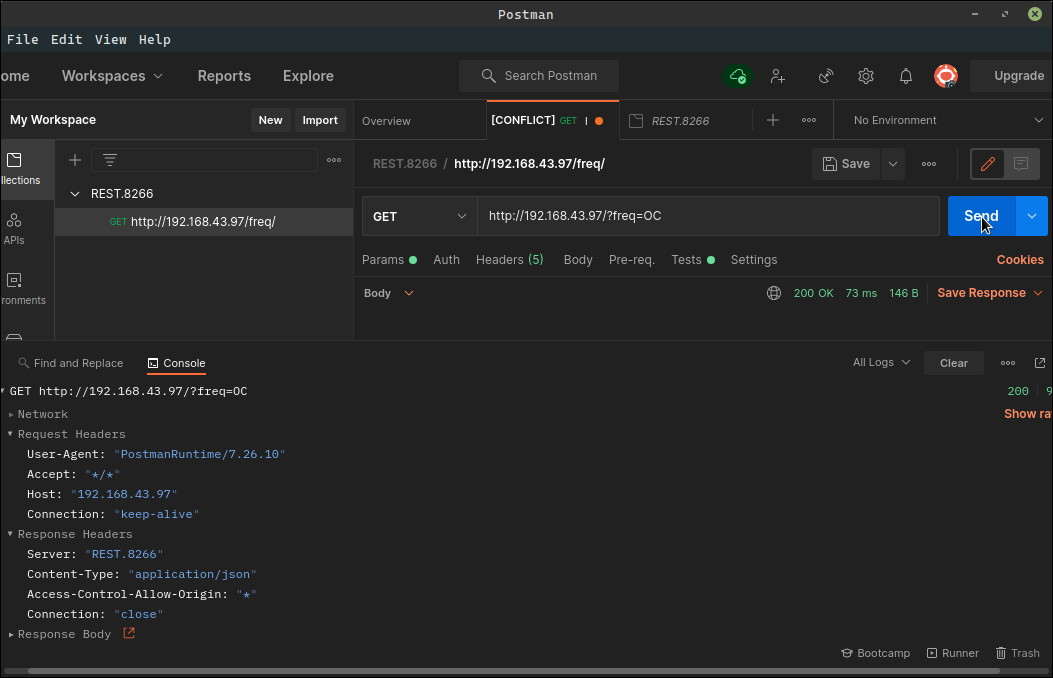 Postman
File Edit View Help
ome Workspaces Reports Explore Search Postman Upgrade
My Workspace New Import Overview [CONFLICT] GET | REST.8266 No Environment
llections
REST.8266
GET http://192.168.43.97/freq/
APIs
ronments
REST.8266 / http://192.168.43.97/freq/ Save
GET http://192.168.43.97/?freq=OC Send
Params Auth Headers (5) Body Pre-req. Tests Settings Cookies
Body 200 OK 73 ms 146 B Save Response
Find and Replace Console All Logs Clear
GET http://192.168.43.97/?freq=OC 200 9
Network Show ra
Request Headers
User-Agent: "PostmanRuntime/7.26.10"
Accept: "*/*"
Host: "192.168.43.97"
Connection: "keep-alive"
Response Headers
Server: "REST.8266"
Content-Type: "application/json"
Access-Control-Allow-Origin: "*"
Connection: "close"
Response Body
Bootcamp Runner Trash